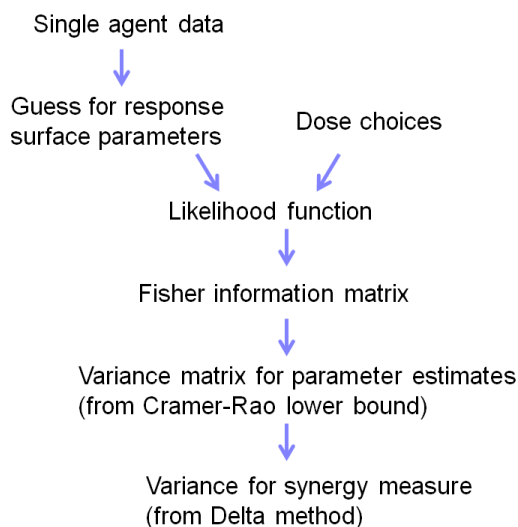 Single agent data
Guess for response
surface parameters
Dose choices
Likelihood function
Fisher information matrix
Variance matrix for parameter estimates
(from Cramer-Rao lower bound)
Variance for synergy measure
(from Delta method)